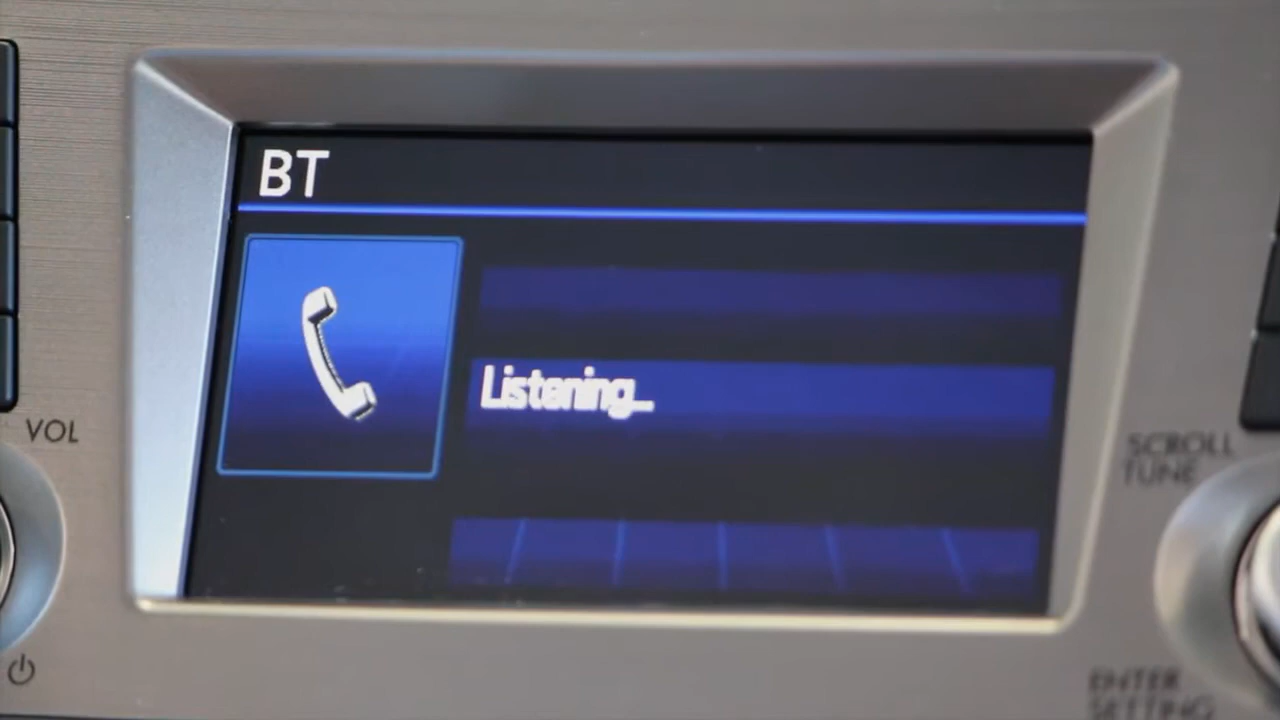 BT
Listening...
VOL
SCROLL
TUNE
ENTER
SETTING